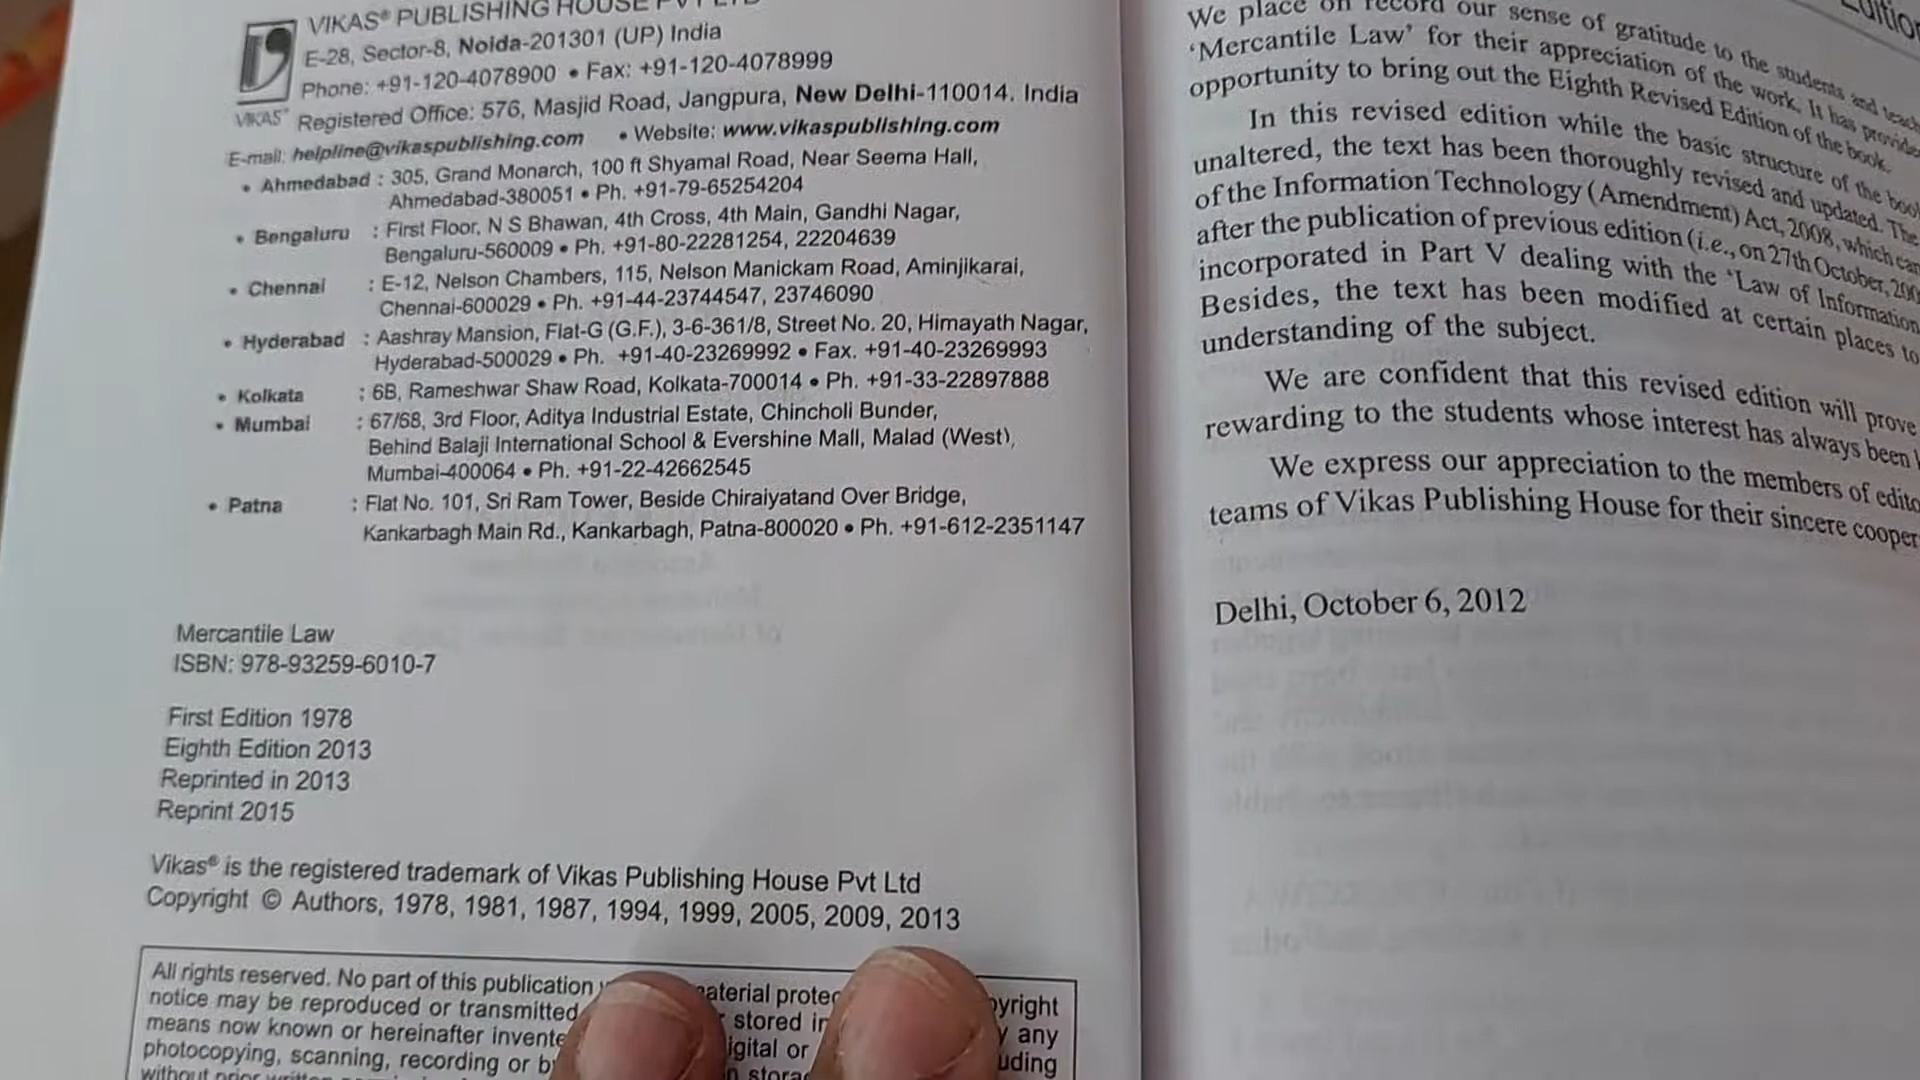 VIKAS® PUBLISHING HOUSE PVT LTD
E-28, Sector-8, Noida-201301 (UP) India
Phone: +91-120-4078900 • Fax: +91-120-4078999
Registered Office: 576, Masjid Road, Jangpura, New Delhi-110014. India
VIKAS®
E-mail: helpline@vikaspublishing.com • Website: www.vikaspublishing.com
• Ahmedabad : 305, Grand Monarch, 100 ft Shyamal Road, Near Seema Hall,
Ahmedabad-380051 • Ph. +91-79-65254204
• Bengaluru : First Floor, N S Bhawan, 4th Cross, 4th Main, Gandhi Nagar,
Bengaluru-560009 • Ph. +91-80-22281254, 22204639
• Chennai : E-12, Nelson Chambers, 115, Nelson Manickam Road, Aminjikarai,
Chennai-600029 • Ph. +91-44-23744547, 23746090
• Hyderabad : Aashray Mansion, Flat-G (G.F.), 3-6-361/8, Street No. 20, Himayath Nagar,
Hyderabad-500029 • Ph. +91-40-23269992 • Fax. +91-40-23269993
• Kolkata : 6B, Rameshwar Shaw Road, Kolkata-700014 • Ph. +91-33-22897888
• Mumbai : 67/68, 3rd Floor, Aditya Industrial Estate, Chincholi Bunder,
Behind Balaji International School & Evershine Mall, Malad (West),
Mumbai-400064 • Ph. +91-22-42662545
• Patna : Flat No. 101, Sri Ram Tower, Beside Chiraiyatand Over Bridge,
Kankarbagh Main Rd., Kankarbagh, Patna-800020 • Ph. +91-612-2351147
Mercantile Law
ISBN: 978-93259-6010-7
First Edition 1978
Eighth Edition 2013
Reprinted in 2013
Reprint 2015
Vikas® is the registered trademark of Vikas Publishing House Pvt Ltd
Copyright © Authors, 1978, 1981, 1987, 1994, 1999, 2005, 2009, 2013
All rights reserved. No part of this publication
notice may be reproduced or transmitted stored in any
means now known or hereinafter digital or
photocopying, scanning, recording or
without prior
We place on record our sense of gratitude to the students and
'Mercantile Law' for their appreciation of the work. It has
opportunity to bring out the Eighth Revised Edition of the book.
In this revised edition while the basic structure of the
unaltered, the text has been thoroughly revised and updated. The
of the Information Technology (Amendment) Act, 2008, which
after the publication of previous edition (i.e., on 27th October,
incorporated in Part V dealing with the 'Law of Information
Besides, the text has been modified at certain places to
understanding of the subject.
We are confident that this revised edition will prove
rewarding to the students whose interest has always been
We express our appreciation to the members of
teams of Vikas Publishing House for their sincere
Delhi, October 6, 2012